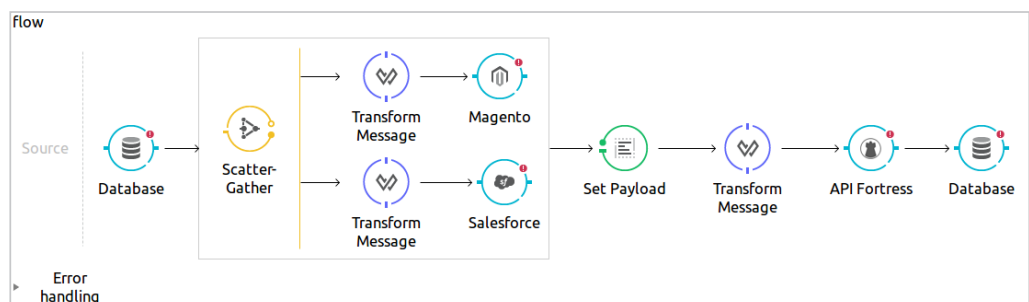 flow
Transform
Message
Magento
Source
Database
Scatter-
Gather
Set Payload
Transform
Message
API Fortress
Database
Transform
Message
Salesforce
Error
handling